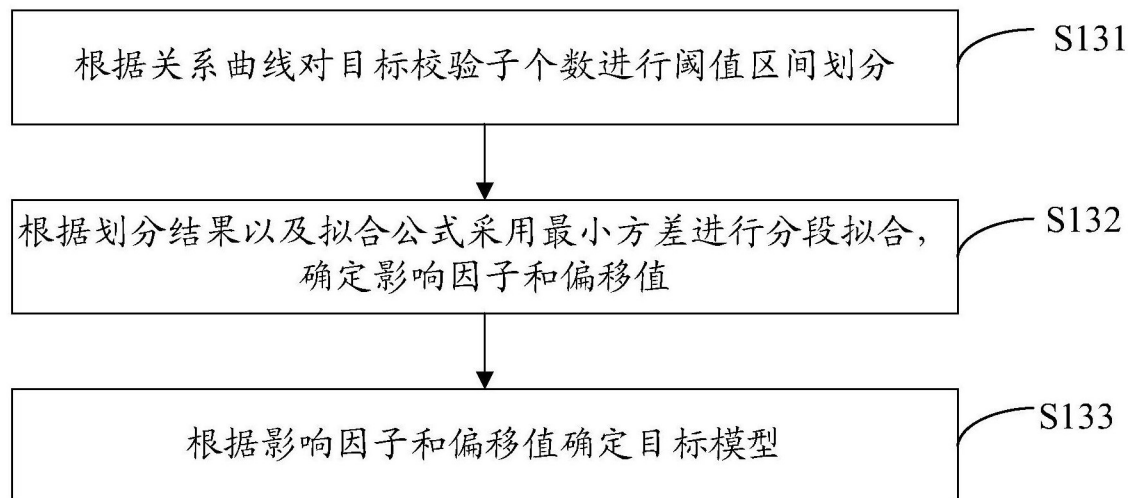 根据关系曲线对目标校验子个数进行阈值区间划分
S131
根据划分结果以及拟合公式采用最小方差进行分段拟合，
确定影响因子和偏移值
S132
根据影响因子和偏移值确定目标模型
S133